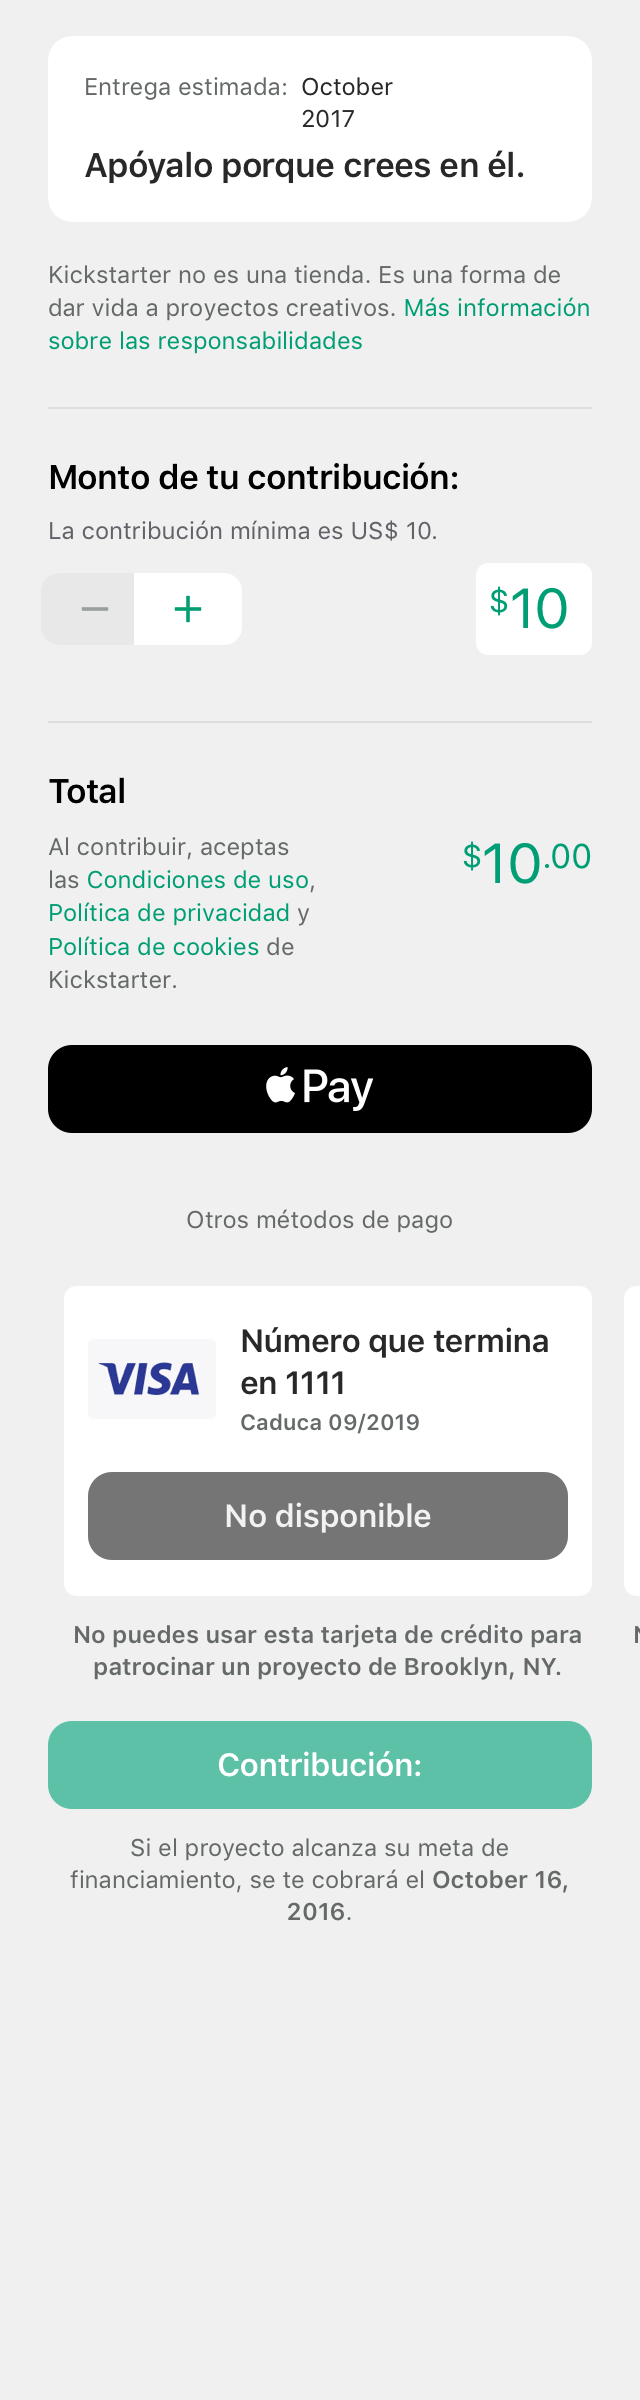 Entrega estimada: October
2017
Apóyalo porque crees en él.
Kickstarter no es una tienda. Es una forma de
dar vida a proyectos creativos. Más información
sobre las responsabilidades
Monto de tu contribución:
La contribución mínima es US$ 10.
− + $10
Total
Al contribuir, aceptas
las Condiciones de uso,
Política de privacidad y
Política de cookies de
Kickstarter.
$10.00
Pay
Otros métodos de pago
VISA
Número que termina
en 1111
Caduca 09/2019
No disponible
No puedes usar esta tarjeta de crédito para
patrocinar un proyecto de Brooklyn, NY.
Contribución:
Si el proyecto alcanza su meta de
financiamiento, se te cobrará el October 16,
2016.